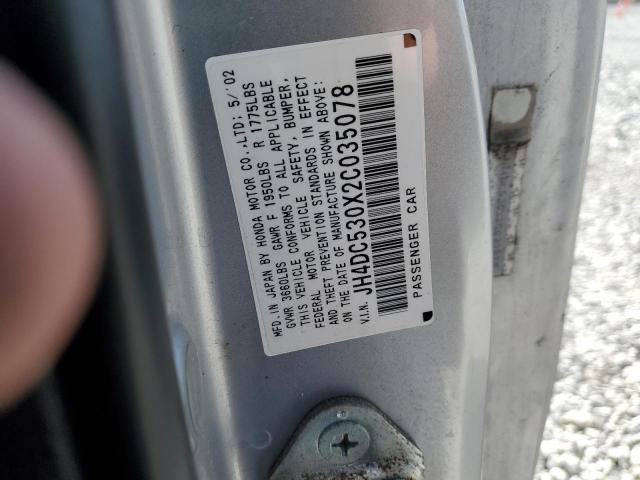 MFD.IN JAPAN BY HONDA MOTOR CO.,LTD; 5/'02
GVWR 3660LBS GAWR F 1950LBS R 1775LBS
THIS VEHICLE CONFORMS TO ALL APPLICABLE
FEDERAL MOTOR VEHICLE SAFETY, BUMPER,
AND THEFT PREVENTION STANDARDS IN EFFECT
ON THE DATE OF MANUFACTURE SHOWN ABOVE.
V.I.N. JH4DC530X2C035078
PASSENGER CAR